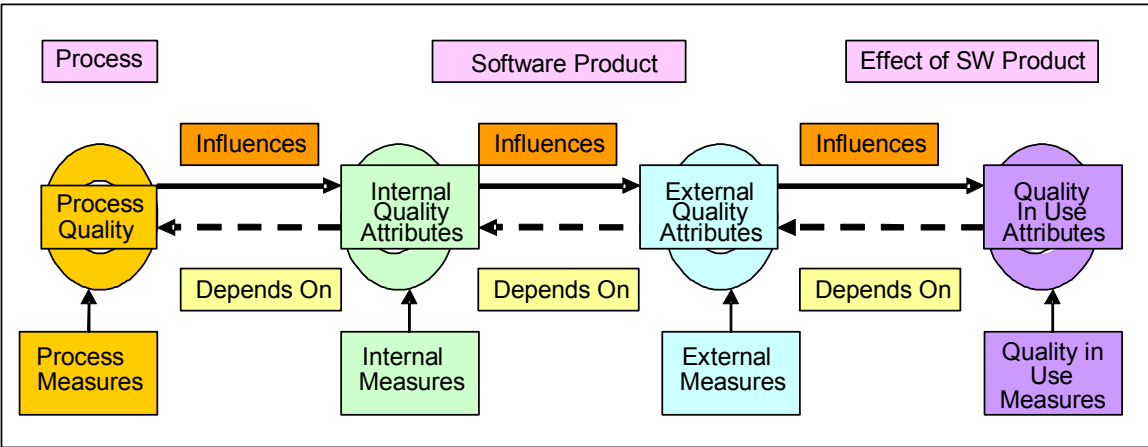 Process
Software Product
Effect of SW Product
Influences
Influences
Influences
Process
Quality
Internal
Quality
Attributes
External
Quality
Attributes
Quality
In Use
Attributes
Depends On
Depends On
Depends On
Process
Measures
Internal
Measures
External
Measures
Quality in
Use
Measures